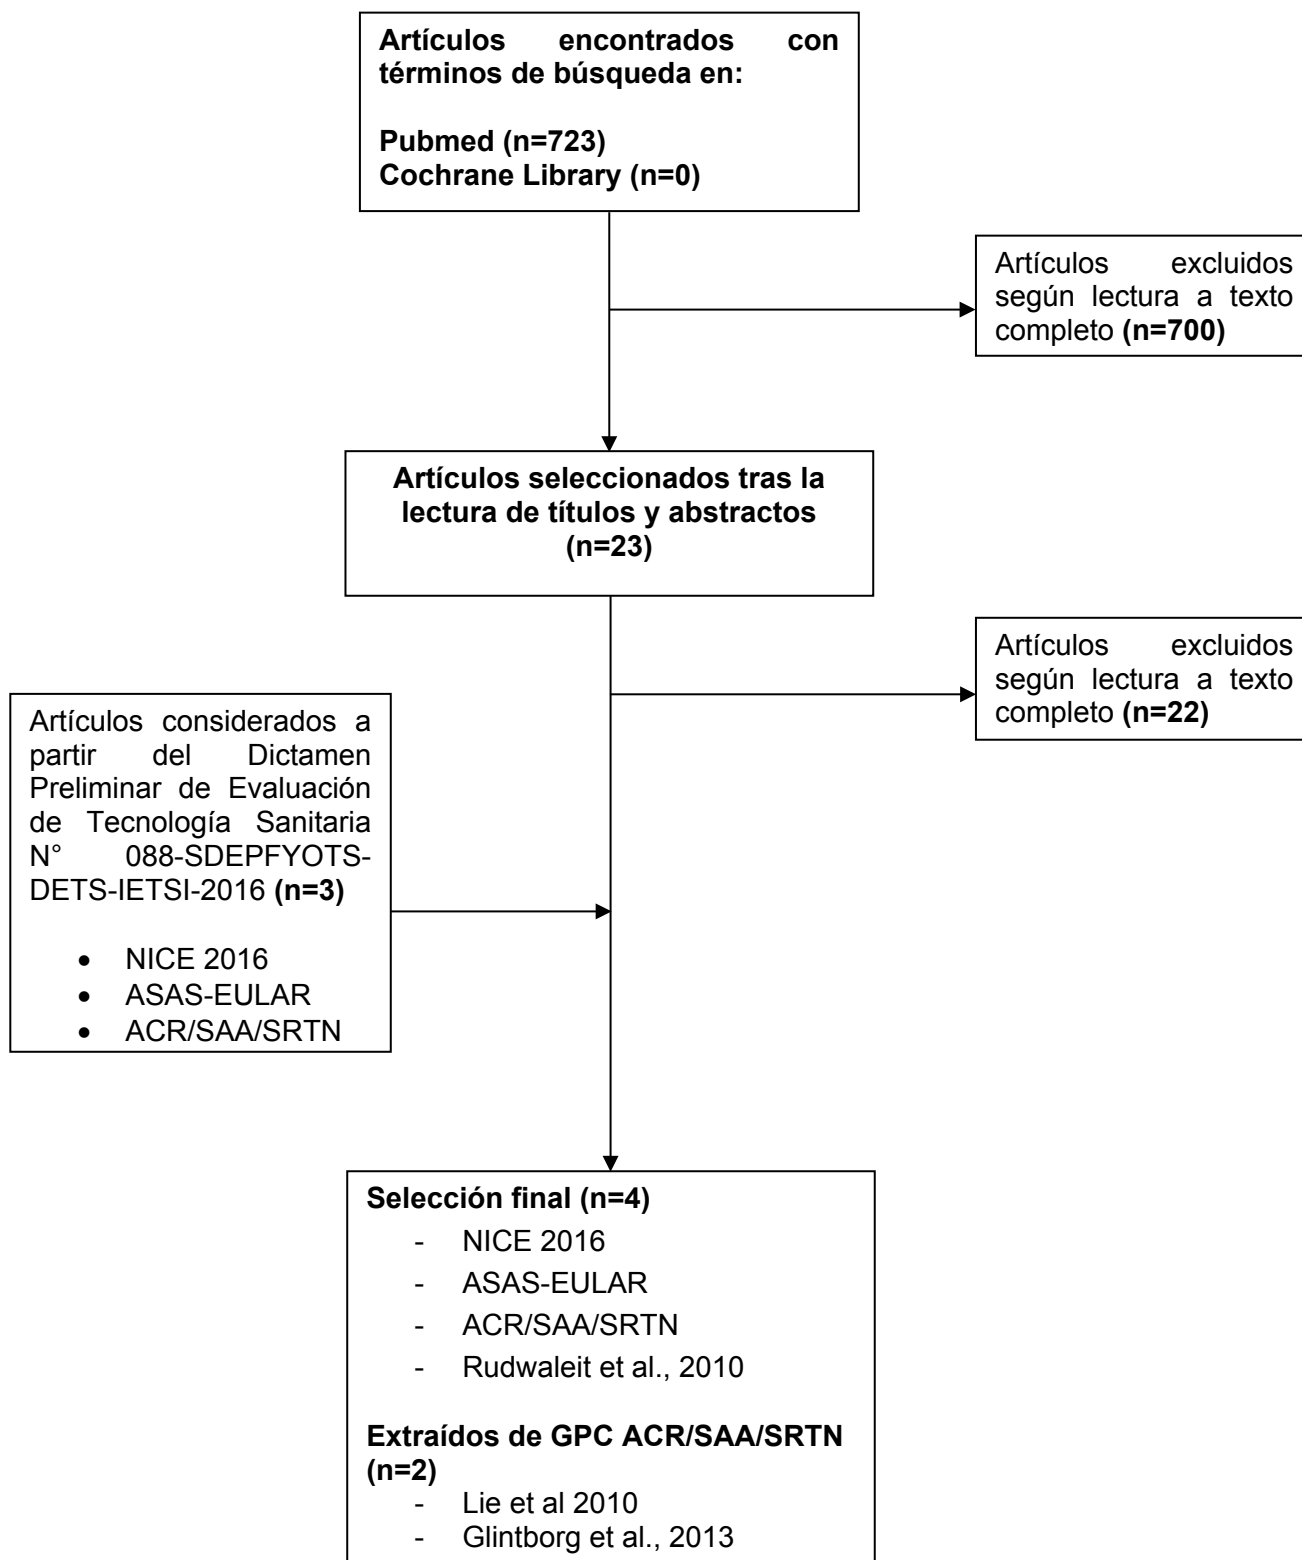 Artículos encontrados con
términos de búsqueda en:
Pubmed (n=723)
Cochrane Library (n=0)
Artículos excluidos
según lectura a texto
completo (n=700)
Artículos seleccionados tras la
lectura de títulos y abstractos
(n=23)
Artículos excluidos
según lectura a texto
completo (n=22)
Artículos considerados a
partir del Dictamen
Preliminar de Evaluación
de Tecnología Sanitaria
N° 088-SDEPFYOTS-
DETS-IETSI-2016 (n=3)
• NICE 2016
• ASAS-EULAR
• ACR/SAA/SRTN
Selección final (n=4)
- NICE 2016
- ASAS-EULAR
- ACR/SAA/SRTN
- Rudwaleit et al., 2010
Extraídos de GPC ACR/SAA/SRTN
(n=2)
- Lie et al 2010
- Glintborg et al., 2013